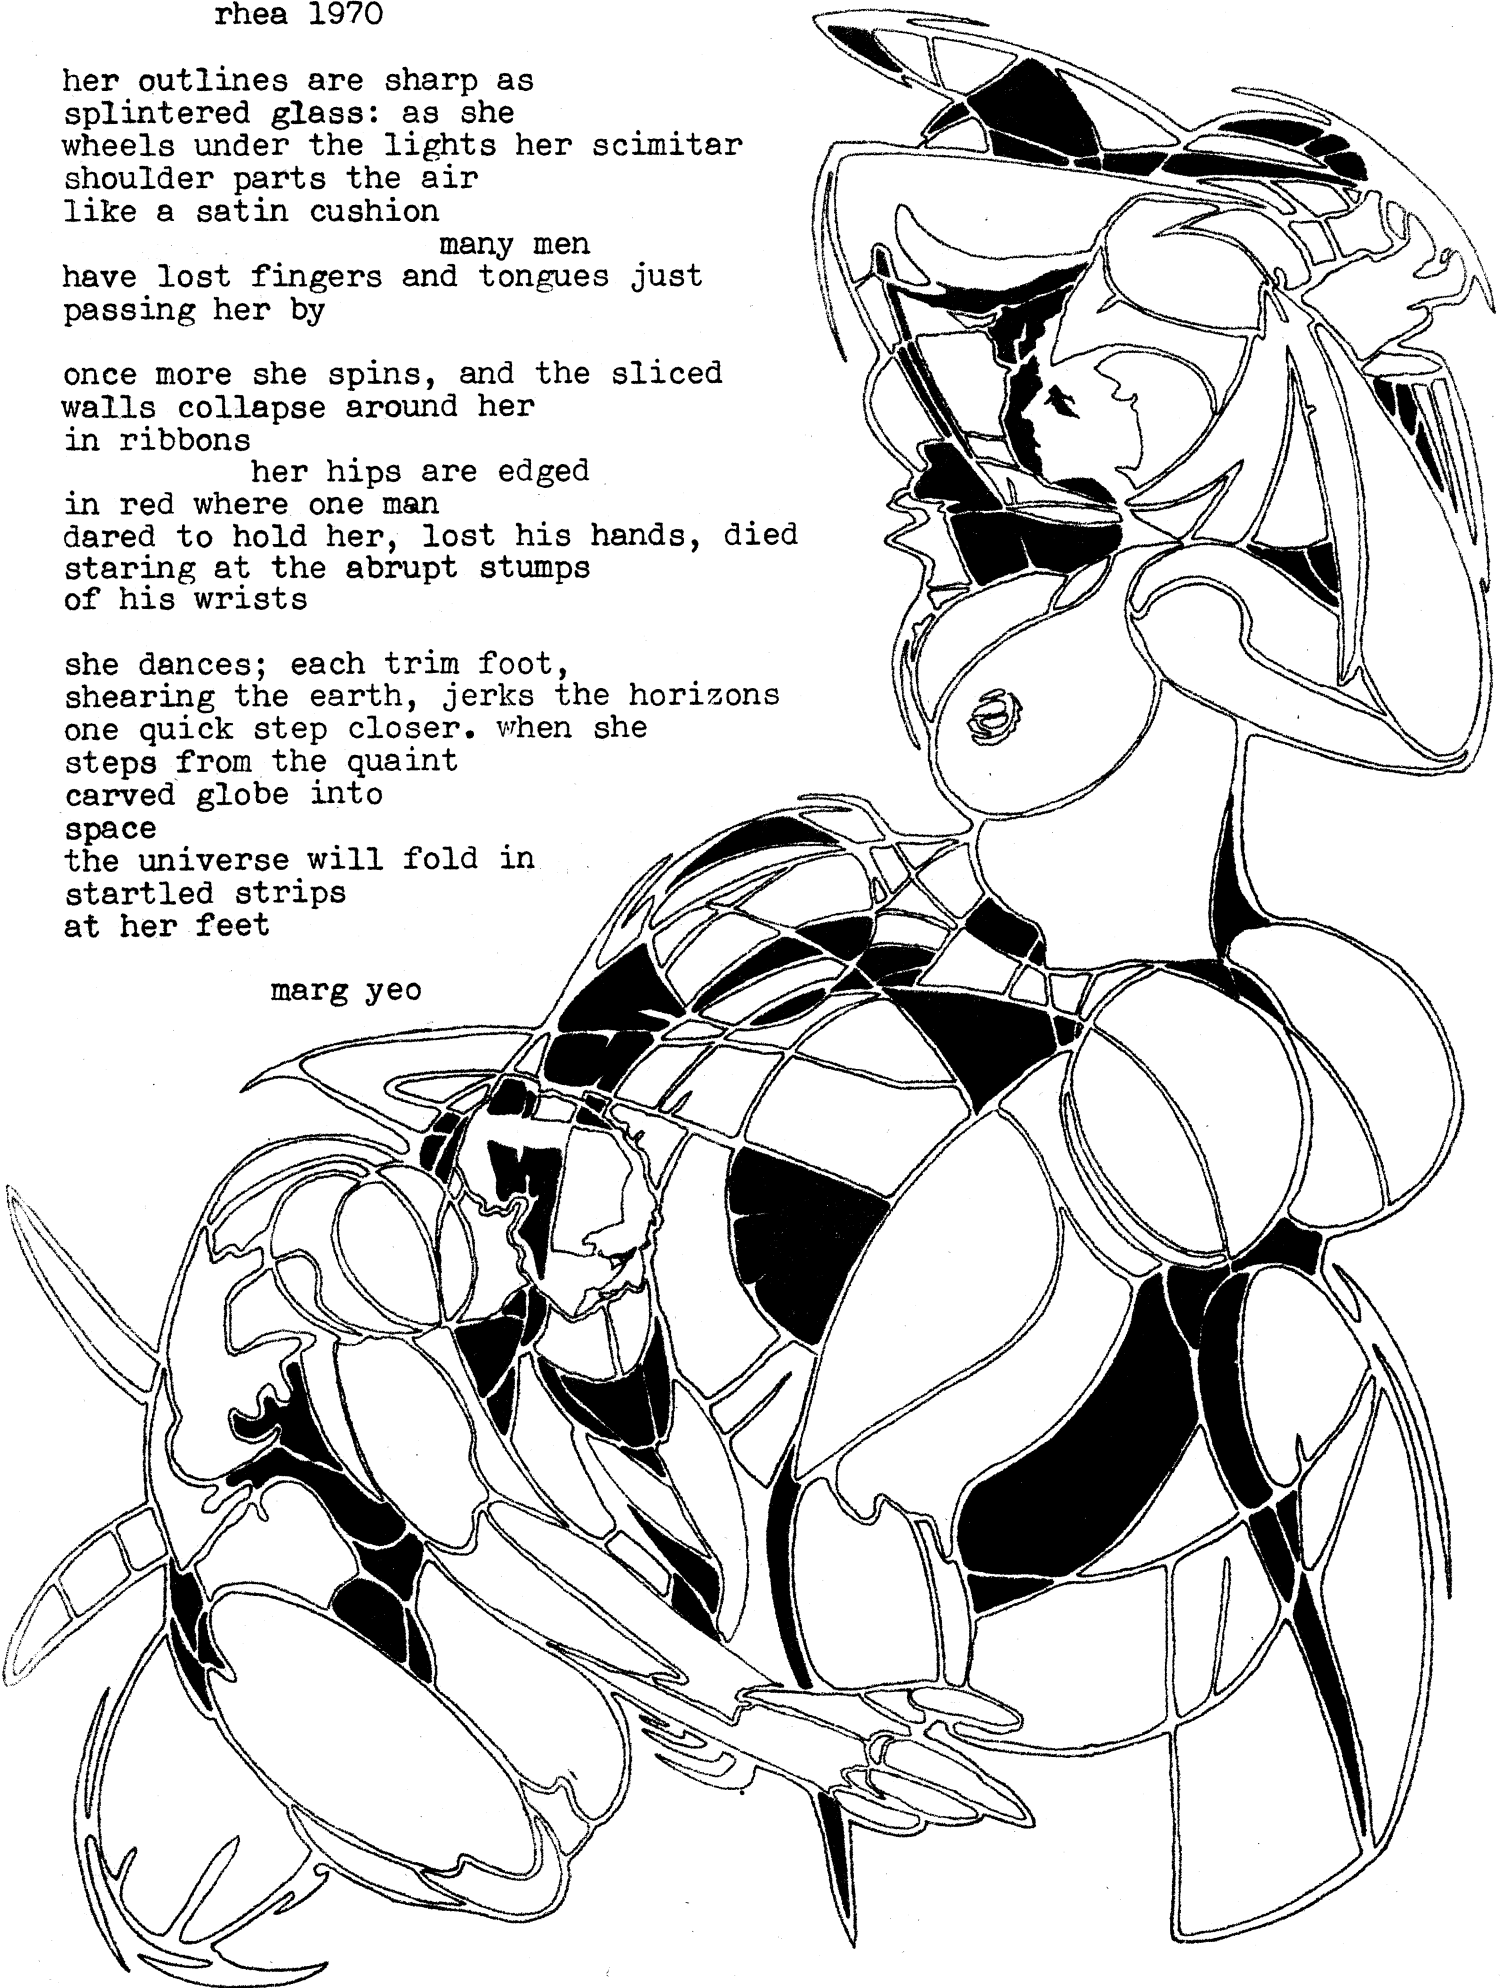 rhea 1970
her outlines are sharp as
splintered glass: as she
wheels under the lights her scimitar
shoulder parts the air
like a satin cushion
many men
have lost fingers and tongues just
passing her by
once more she spins, and the sliced
walls collapse around her
in ribbons
her hips are edged
in red where one man
dared to hold her, lost his hands, died
staring at the abrupt stumps
of his wrists
she dances; each trim foot,
shearing the earth, jerks the horizons
one quick step closer. when she
steps from the quaint
carved globe into
space
the universe will fold in
startled strips
at her feet
marg yeo